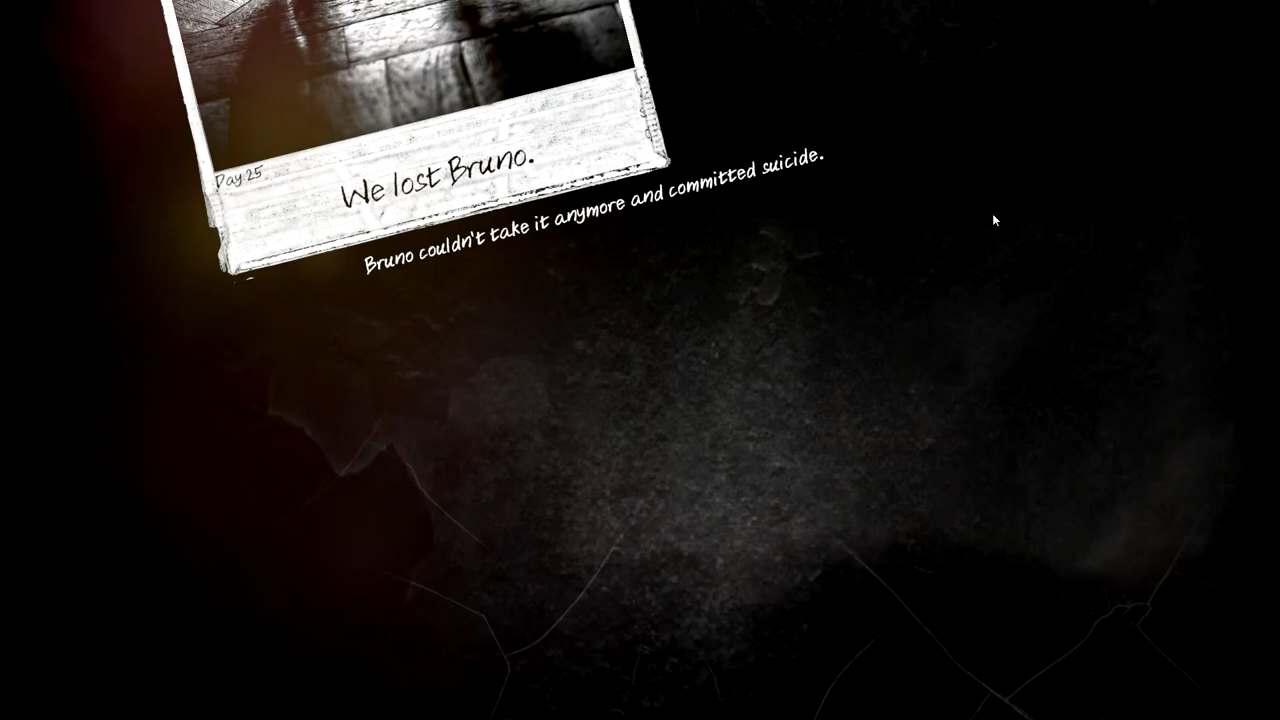 Day 25
We lost Bruno.
Bruno couldn't take it anymore and committed suicide.